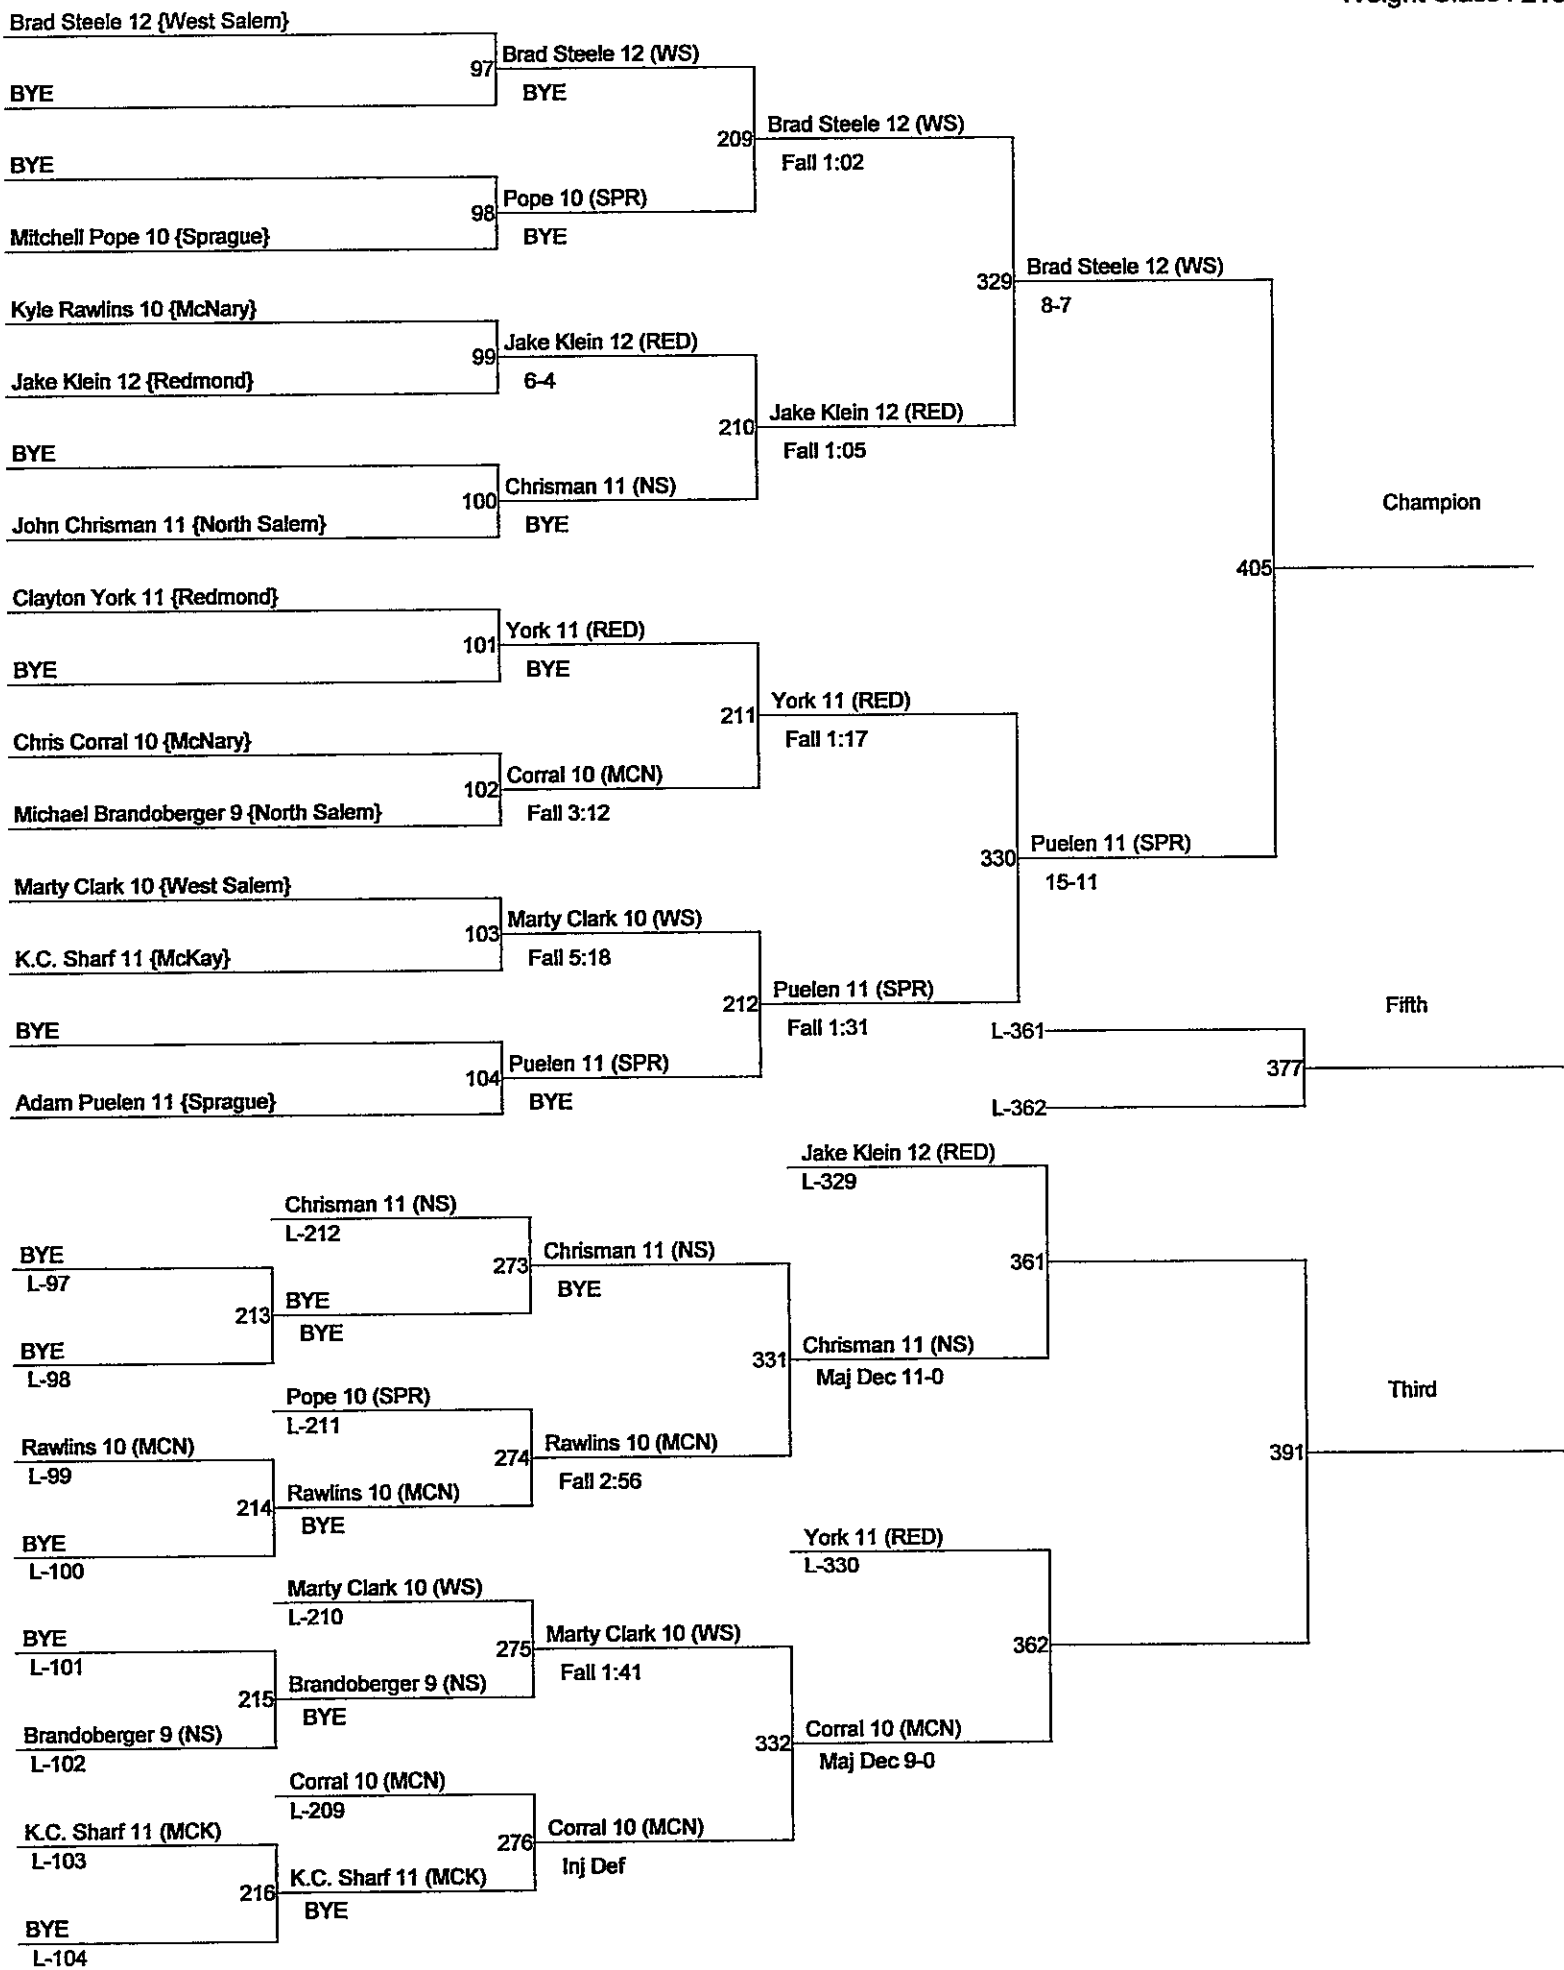 Brad Steele 12 {West Salem}
97
Brad Steele 12 (WS)
BYE
BYE
209
Brad Steele 12 (WS)
Fall 1:02
BYE
98
Pope 10 (SPR)
BYE
Mitchell Pope 10 {Sprague}
329
Brad Steele 12 (WS)
8-7
Kyle Rawlins 10 {McNary}
99
Jake Klein 12 (RED)
6-4
Jake Klein 12 {Redmond}
210
Jake Klein 12 (RED)
Fall 1:05
BYE
100
Chrisman 11 (NS)
BYE
John Chrisman 11 {North Salem}
Champion
405
Clayton York 11 {Redmond}
101
York 11 (RED)
BYE
BYE
211
York 11 (RED)
Fall 1:17
Chris Corral 10 {McNary}
102
Corral 10 (MCN)
Fall 3:12
Michael Brandoberger 9 {North Salem}
330
Puelen 11 (SPR)
15-11
Marty Clark 10 {West Salem}
103
Marty Clark 10 (WS)
Fall 5:18
K.C. Sharf 11 {McKay}
212
Puelen 11 (SPR)
Fall 1:31
BYE
104
Puelen 11 (SPR)
BYE
Adam Puelen 11 {Sprague}
Fifth
L-361
377
L-362
Jake Klein 12 (RED)
L-329
Chrisman 11 (NS)
L-212
273
Chrisman 11 (NS)
BYE
361
BYE
L-97
213
BYE
BYE
BYE
L-98
331
Chrisman 11 (NS)
Maj Dec 11-0
Pope 10 (SPR)
L-211
274
Rawlins 10 (MCN)
Fall 2:56
Third
391
Rawlins 10 (MCN)
L-99
214
Rawlins 10 (MCN)
BYE
BYE
L-100
York 11 (RED)
L-330
Marty Clark 10 (WS)
L-210
275
Marty Clark 10 (WS)
Fall 1:41
362
BYE
L-101
215
Brandoberger 9 (NS)
BYE
Brandoberger 9 (NS)
L-102
332
Corral 10 (MCN)
Maj Dec 9-0
Corral 10 (MCN)
L-209
276
Corral 10 (MCN)
Inj Def
K.C. Sharf 11 (MCK)
L-103
216
K.C. Sharf 11 (MCK)
BYE
BYE
L-104